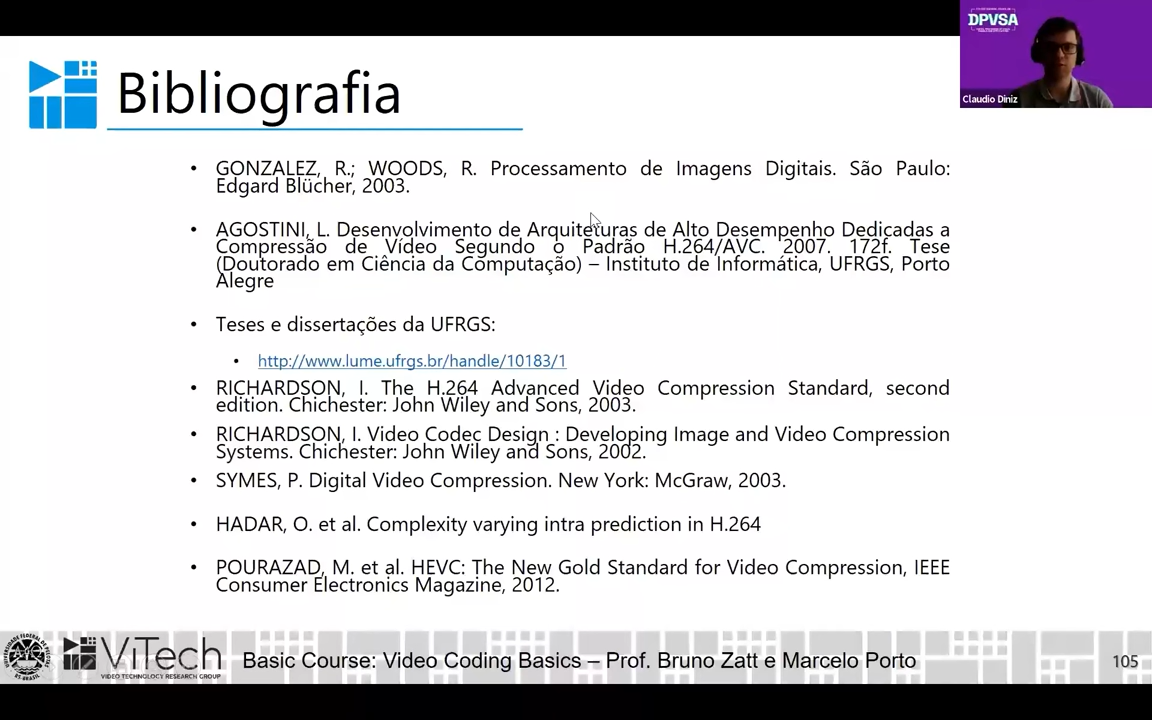 DPVSA
Claudio Diniz
Bibliografia
• GONZALEZ, R.; WOODS, R. Processamento de Imagens Digitais. São Paulo:
Edgard Blücher, 2003.
• AGOSTINI, L. Desenvolvimento de Arquiteturas de Alto Desempenho Dedicadas a
Compressão de Vídeo Segundo o Padrão H.264/AVC. 2007. 172f. Tese
(Doutorado em Ciência da Computação) – Instituto de Informática, UFRGS, Porto
Alegre
• Teses e dissertações da UFRGS:
• http://www.lume.ufrgs.br/handle/10183/1
• RICHARDSON, I. The H.264 Advanced Video Compression Standard, second
edition. Chichester: John Wiley and Sons, 2003.
• RICHARDSON, I. Video Codec Design : Developing Image and Video Compression
Systems. Chichester: John Wiley and Sons, 2002.
• SYMES, P. Digital Video Compression. New York: McGraw, 2003.
• HADAR, O. et al. Complexity varying intra prediction in H.264
• POURAZAD, M. et al. HEVC: The New Gold Standard for Video Compression, IEEE
Consumer Electronics Magazine, 2012.
ViTech
VIDEO TECHNOLOGY RESEARCH GROUP
Basic Course: Video Coding Basics – Prof. Bruno Zatt e Marcelo Porto
105